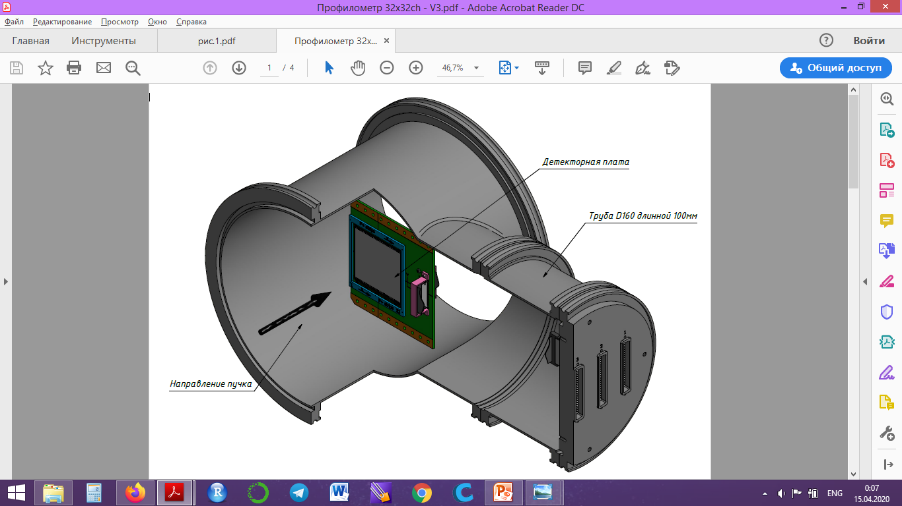 Профилометр 32x32ch - V3.pdf - Adobe Acrobat Reader DC
Файл Редактирование Просмотр Окно Справка
Главная Инструменты рис.1.pdf Профилометр 32x... Войти
1 / 4 46,7% Общий доступ
Детекторная плата
Труба D160 длинной 100мм
Направление пучка
ENG
0:07
15.04.2020